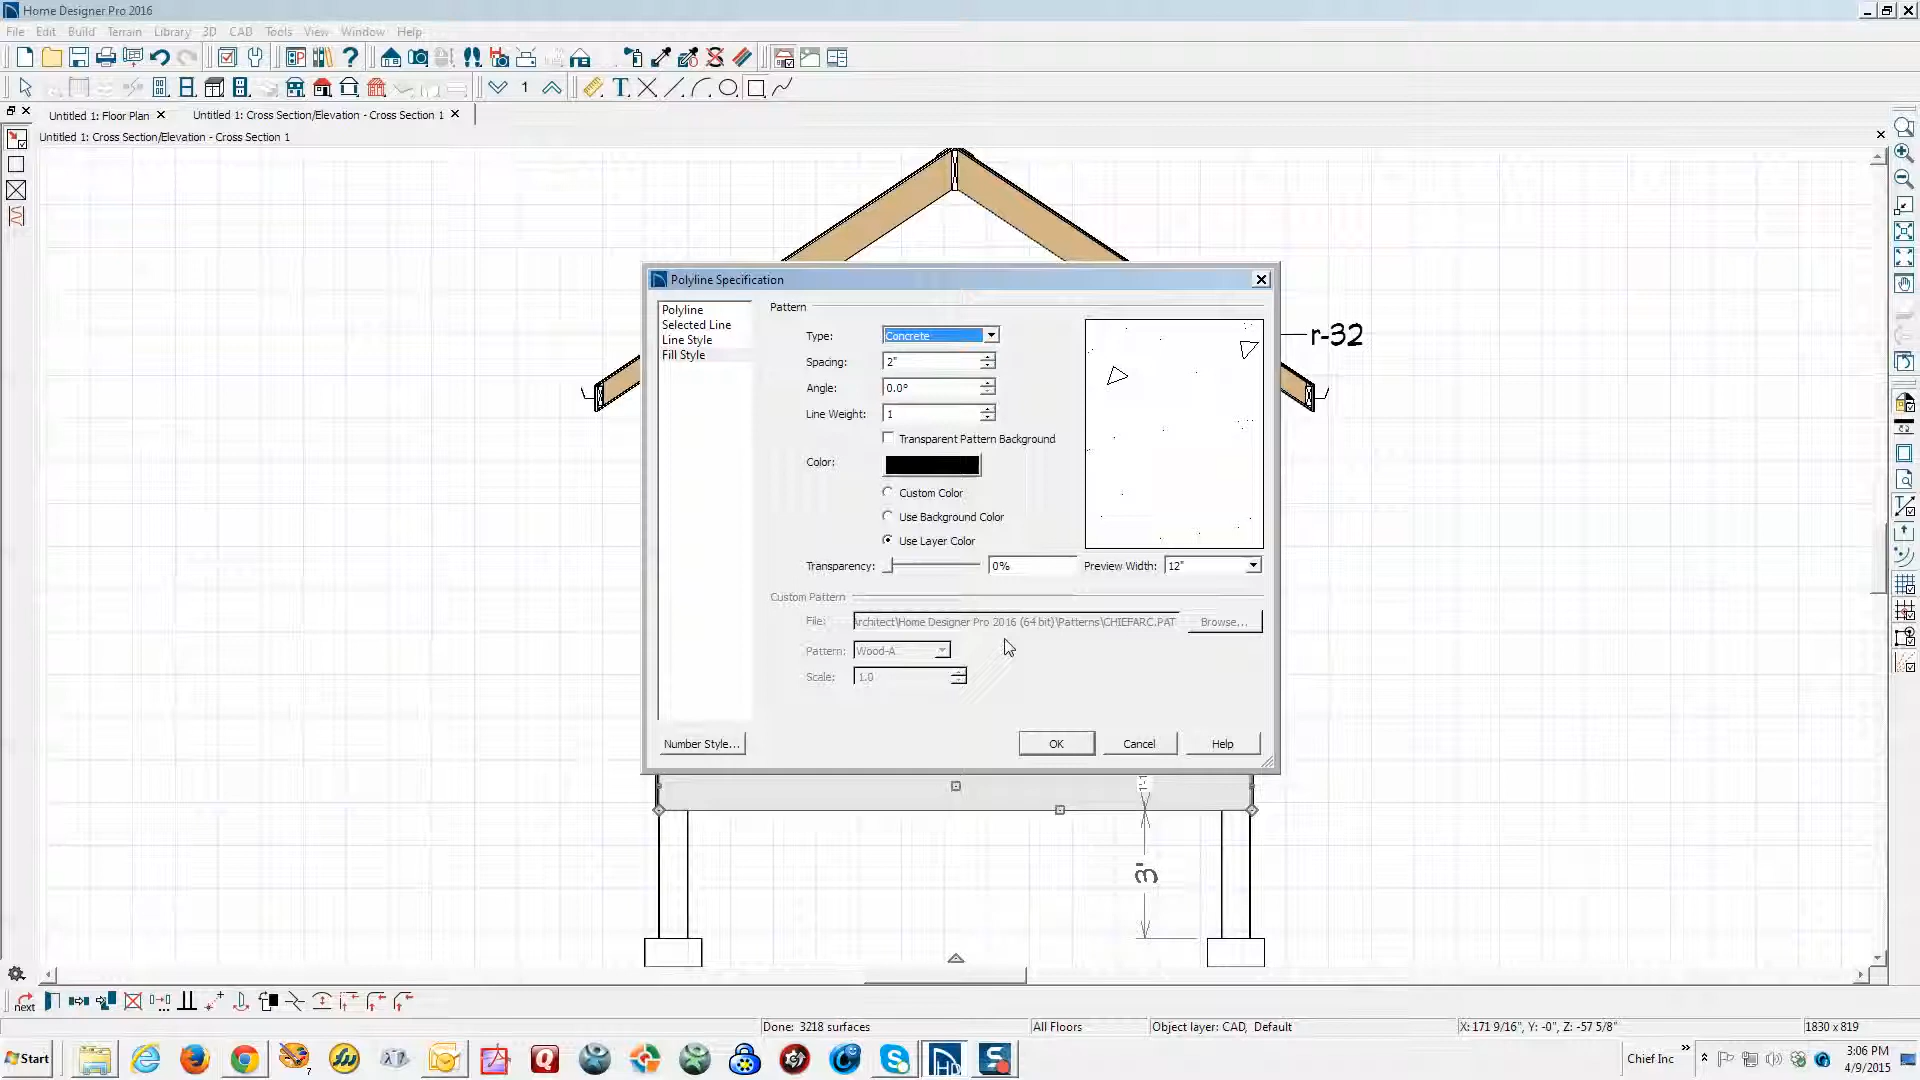 Home Designer Pro 2016
File Edit Build Terrain Library 3D CAD Tools View Window Help
1
Untitled 1: Floor Plan Untitled 1: Cross Section/Elevation - Cross Section 1
Untitled 1: Cross Section/Elevation - Cross Section 1
Polyline Specification
Polyline
Selected Line
Line Style
Fill Style
Pattern
Type: Concrete
Spacing: 2"
Angle: 0.0°
Line Weight: 1
Transparent Pattern Background
Color:
Custom Color
Use Background Color
Use Layer Color
Transparency: 0% Preview Width: 12"
Custom Pattern
File: Architect\Home Designer Pro 2016 (64 bit)\Patterns\CHIEFARC.PAT Browse...
Pattern: Wood-A
Scale: 1.0
Number Style... OK Cancel Help
r-32
3'
next
Done: 3218 surfaces All Floors Object layer: CAD, Default X: 171 9/16", Y: -0", Z: -57 5/8" 1830 x 819
Start Chief Inc 3:06 PM
4/9/2015